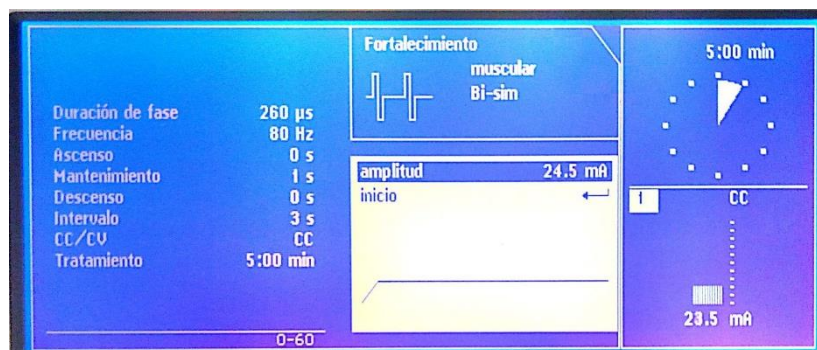 Duración de fase 260 µs
Frecuencia 80 Hz
Ascenso 0 s
Mantenimiento 1 s
Descenso 0 s
Intervalo 3 s
CC/CV CC
Tratamiento 5:00 min
0-60
Fortalecimiento
muscular
Bi-sim
amplitud 24.5 mA
inicio
5:00 min
1 CC
23.5 mA